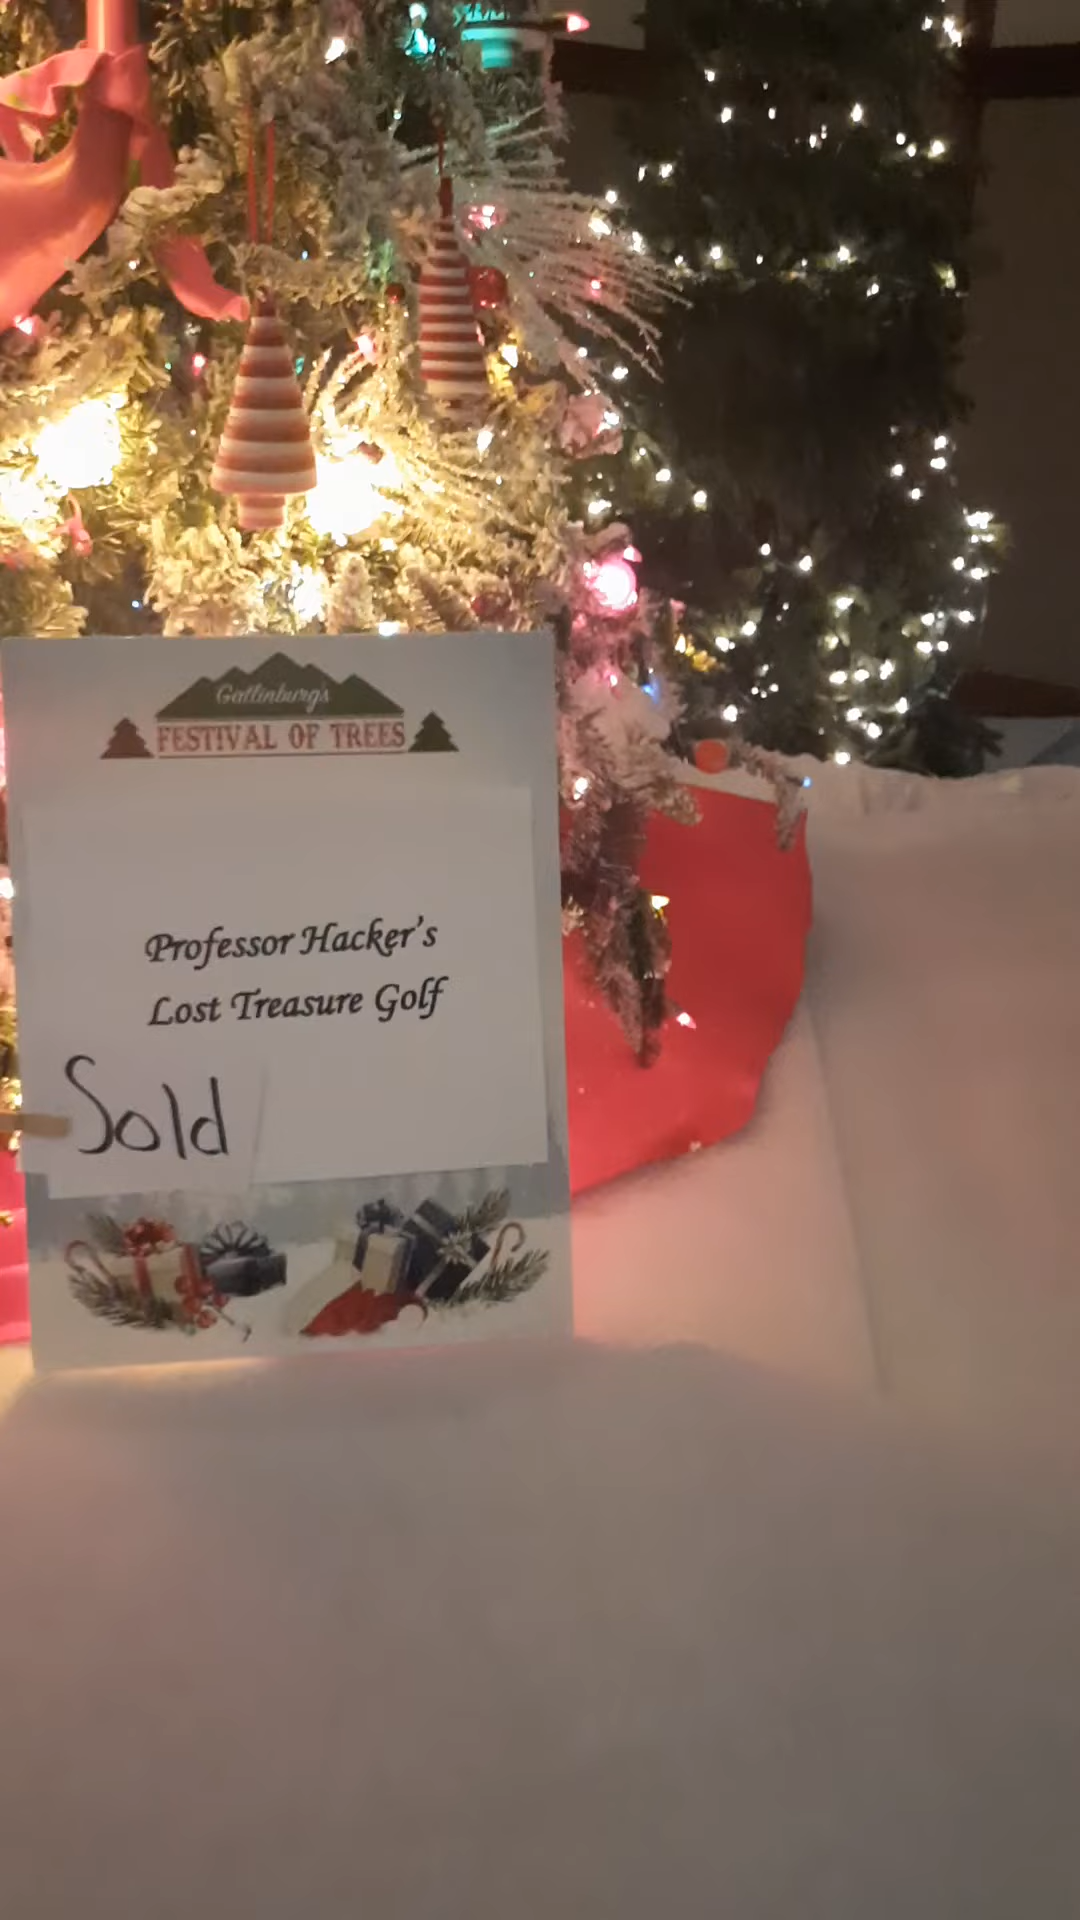 Gatlinburg's
FESTIVAL OF TREES
Professor Hacker's
Lost Treasure Golf
Sold